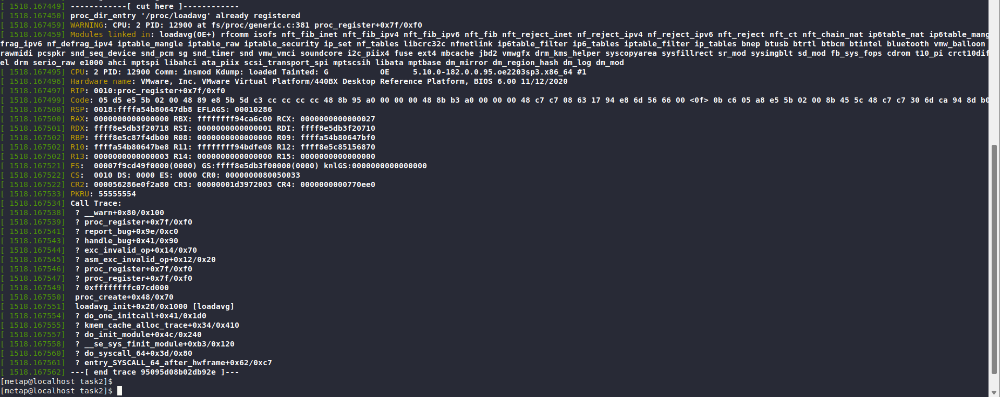 [ 1518.167449] ------------[ cut here ]------------
[ 1518.167450] proc_dir_entry '/proc/loadavg' already registered
[ 1518.167459] WARNING: CPU: 2 PID: 12900 at fs/proc/generic.c:381 proc_register+0x7f/0xf0
[ 1518.167459] Modules linked in: loadavg(OE+) rfcomm isofs nft_fib_inet nft_fib_ipv4 nft_fib_ipv6 nft_fib nft_reject_inet nf_reject_ipv4 nf_reject_ipv6 nft_reject nft_ct nft_chain_nat ip6table_nat ip6table_mang
frag_ipv6 nf_defrag_ipv4 iptable_mangle iptable_raw iptable_security ip_set nf_tables libcrc32c nfnetlink ip6table_filter ip6_tables iptable_filter ip_tables bnep btusb btrtl btbcm btintel bluetooth vmw_balloon
rawmidi pcspkr snd_seq_device snd_pcm sg snd_timer snd vmw_vmci soundcore i2c_piix4 fuse ext4 mbcache jbd2 vmwgfx drm_kms_helper syscopyarea sysfillrect sr_mod sysimgblt sd_mod fb_sys_fops cdrom t10_pi crct10dif
el drm serio_raw e1000 ahci mptspi libahci ata_piix scsi_transport_spi mptscsih libata mptbase dm_mirror dm_region_hash dm_log dm_mod
[ 1518.167495] CPU: 2 PID: 12900 Comm: insmod Kdump: loaded Tainted: G           OE     5.10.0-182.0.0.95.oe2203sp3.x86_64 #1
[ 1518.167496] Hardware name: VMware, Inc. VMware Virtual Platform/440BX Desktop Reference Platform, BIOS 6.00 11/12/2020
[ 1518.167497] RIP: 0010:proc_register+0x7f/0xf0
[ 1518.167499] Code: 05 d5 e5 5b 02 00 48 89 e8 5b 5d c3 cc cc cc cc 48 8b 95 a0 00 00 00 48 8b b3 a0 00 00 00 48 c7 c7 08 63 17 94 e8 6d 56 66 00 <0f> 0b c6 05 a8 e5 5b 02 00 8b 45 5c 48 c7 c7 30 6d ca 94 8d b0
[ 1518.167500] RSP: 0018:ffffa54b80647db8 EFLAGS: 00010286
[ 1518.167500] RAX: 0000000000000000 RBX: ffffffff94ca6c00 RCX: 0000000000000027
[ 1518.167501] RDX: ffff8e5db3f20718 RSI: 0000000000000001 RDI: ffff8e5db3f20710
[ 1518.167502] RBP: ffff8e5c87f4db00 R08: 0000000000000000 R09: ffffa54b80647bf0
[ 1518.167502] R10: ffffa54b80647be8 R11: ffffffff94bdfe08 R12: ffff8e5c85156870
[ 1518.167502] R13: 0000000000000003 R14: 0000000000000000 R15: 0000000000000000
[ 1518.167521] FS:  00007f9cd49f0000(0000) GS:ffff8e5db3f00000(0000) knlGS:0000000000000000
[ 1518.167522] CS:  0010 DS: 0000 ES: 0000 CR0: 0000000080050033
[ 1518.167522] CR2: 000056286e0f2a80 CR3: 00000001d3972003 CR4: 0000000000770ee0
[ 1518.167533] PKRU: 55555554
[ 1518.167534] Call Trace:
[ 1518.167538]  ? __warn+0x80/0x100
[ 1518.167539]  ? proc_register+0x7f/0xf0
[ 1518.167541]  ? report_bug+0x9e/0xc0
[ 1518.167543]  ? handle_bug+0x41/0x90
[ 1518.167544]  ? exc_invalid_op+0x14/0x70
[ 1518.167545]  ? asm_exc_invalid_op+0x12/0x20
[ 1518.167546]  ? proc_register+0x7f/0xf0
[ 1518.167547]  ? proc_register+0x7f/0xf0
[ 1518.167549]  ? 0xffffffffc07cd000
[ 1518.167550]  proc_create+0x48/0x70
[ 1518.167551]  loadavg_init+0x28/0x1000 [loadavg]
[ 1518.167554]  ? do_one_initcall+0x41/0x1d0
[ 1518.167555]  ? kmem_cache_alloc_trace+0x34/0x410
[ 1518.167557]  ? do_init_module+0x4c/0x240
[ 1518.167558]  ? __se_sys_finit_module+0xb3/0x120
[ 1518.167560]  ? do_syscall_64+0x3d/0x80
[ 1518.167561]  ? entry_SYSCALL_64_after_hwframe+0x62/0xc7
[ 1518.167562] ---[ end trace 95095d08b02db92e ]---
[metap@localhost task2]$
[metap@localhost task2]$